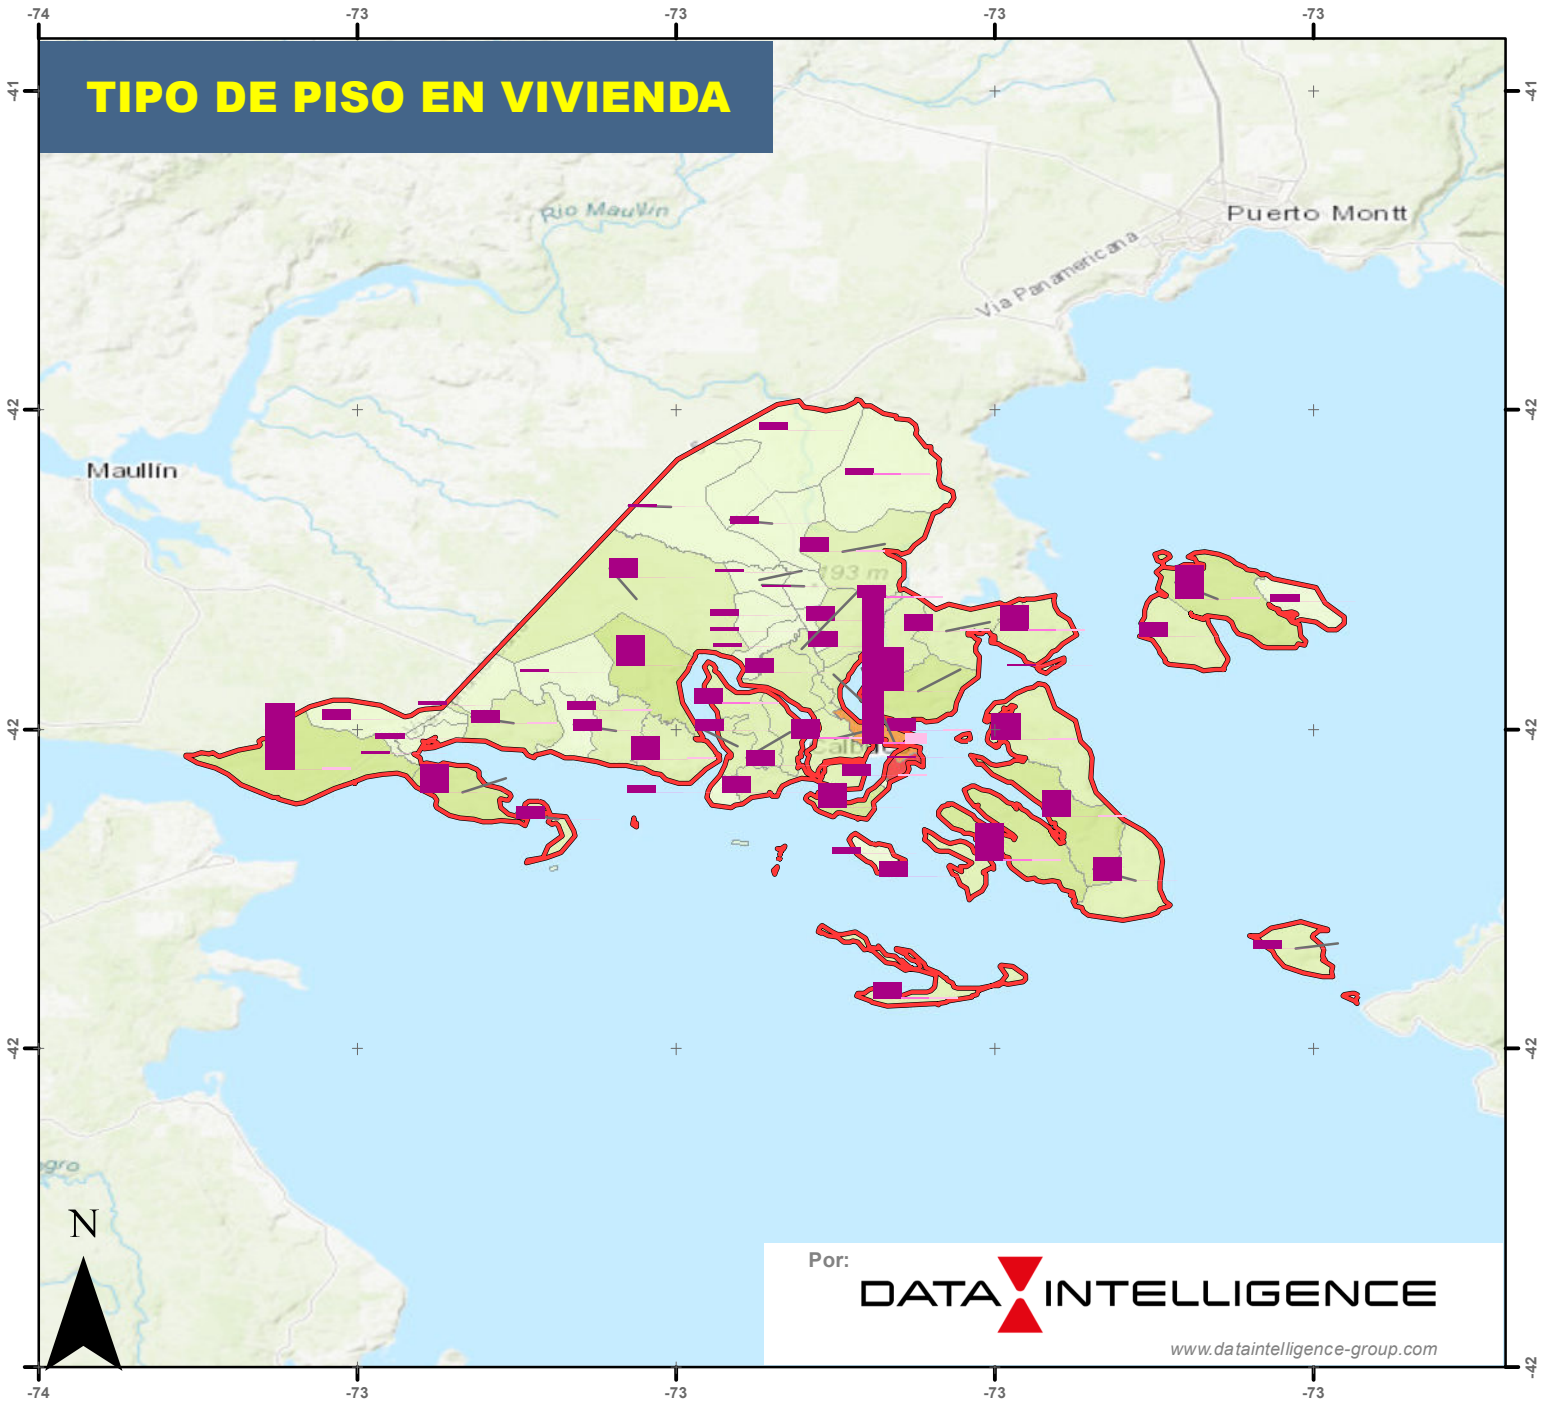 -74 -73 -73 -73 -73
TIPO DE PISO EN VIVIENDA
41 41
Rio Maullin
Puerto Montt
Via Panamericana
42 42
Maullín
193 m
42 42
Calbuco
42 42
N
Por:
DATA INTELLIGENCE
www.dataintelligence-group.com
-42
-74 -73 -73 -73 -73